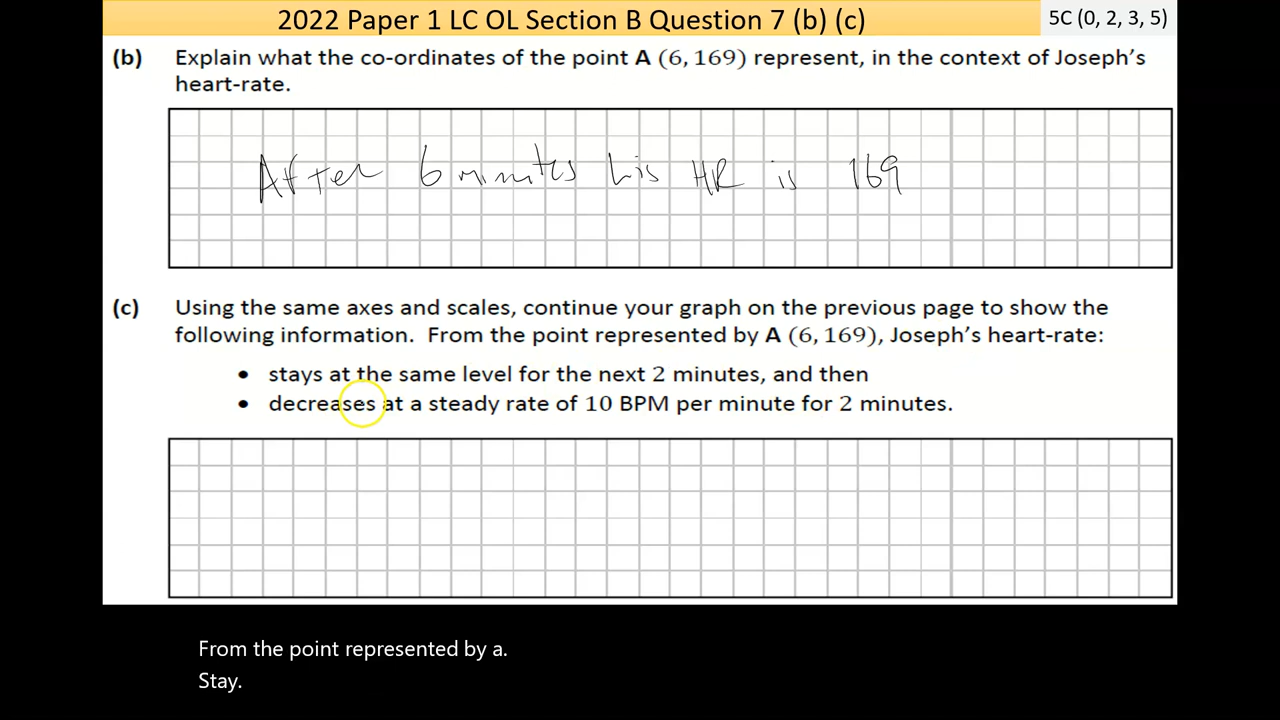 2022 Paper 1 LC OL Section B Question 7 (b) (c)
5C (0, 2, 3, 5)
(b) Explain what the co-ordinates of the point A (6, 169) represent, in the context of Joseph's
heart-rate.
After 6 minutes his HR is 169
(c) Using the same axes and scales, continue your graph on the previous page to show the
following information. From the point represented by A (6, 169), Joseph's heart-rate:
• stays at the same level for the next 2 minutes, and then
• decreases at a steady rate of 10 BPM per minute for 2 minutes.
From the point represented by a.
Stay.